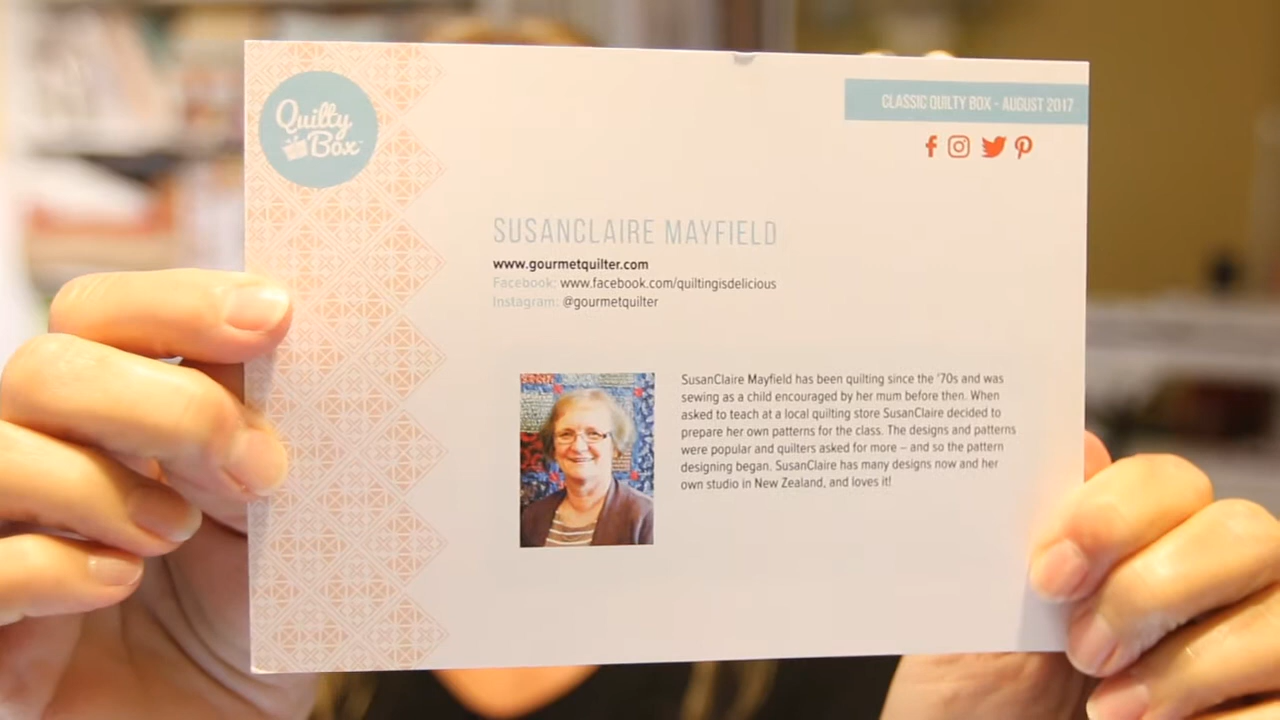 Quilty
Box
CLASSIC QUILTY BOX - AUGUST 2017
SUSANCLAIRE MAYFIELD
www.gourmetquilter.com
Facebook: www.facebook.com/quiltingisdelicious
Instagram: @gourmetquilter
SusanClaire Mayfield has been quilting since the '70s and was
sewing as a child encouraged by her mum before then. When
asked to teach at a local quilting store SusanClaire decided to
prepare her own patterns for the class. The designs and patterns
were popular and quilters asked for more – and so the pattern
designing began. SusanClaire has many designs now and her
own studio in New Zealand, and loves it!